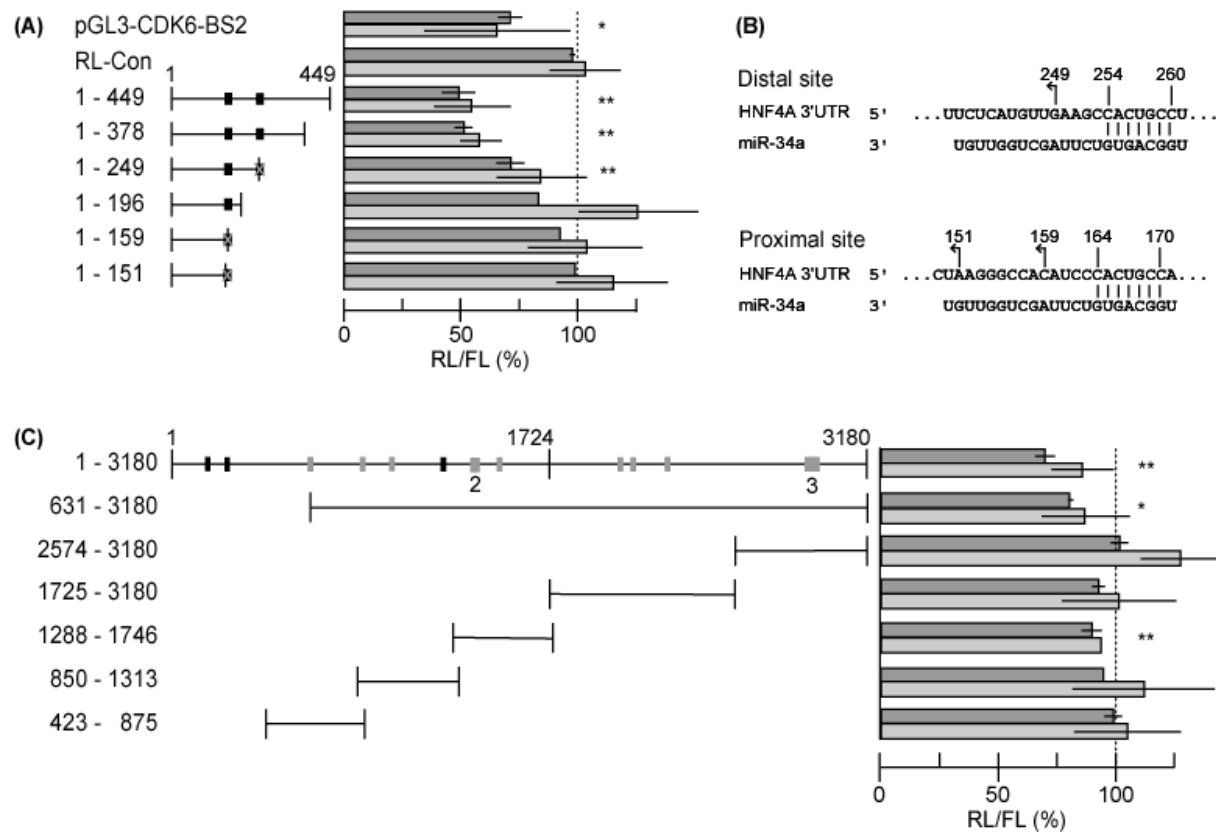 (A)
pGL3-CDK6-BS2
RL-Con
1 449
1 - 449
1 - 378
1 - 249
1 - 196
1 - 159
1 - 151
*
**
**
**
0 50 100
RL/FL (%)
(B)
Distal site
249 254 260
HNF4A 3'UTR 5' ...UUCUCAUGUUGAAGCCACUGCCU...
miR-34a 3' UGUUGGUCGAUUCUGUGACGGU
Proximal site
151 159 164 170
HNF4A 3'UTR 5' ...CUAAGGGCCACAUCCCACUGCCA...
miR-34a 3' UGUUGGUCGAUUCUGUGACGGU
(C)
1 1724 3180
1 - 3180
2 3
631 - 3180
2574 - 3180
1725 - 3180
1288 - 1746
850 - 1313
423 - 875
**
*
**
0 50 100
RL/FL (%)